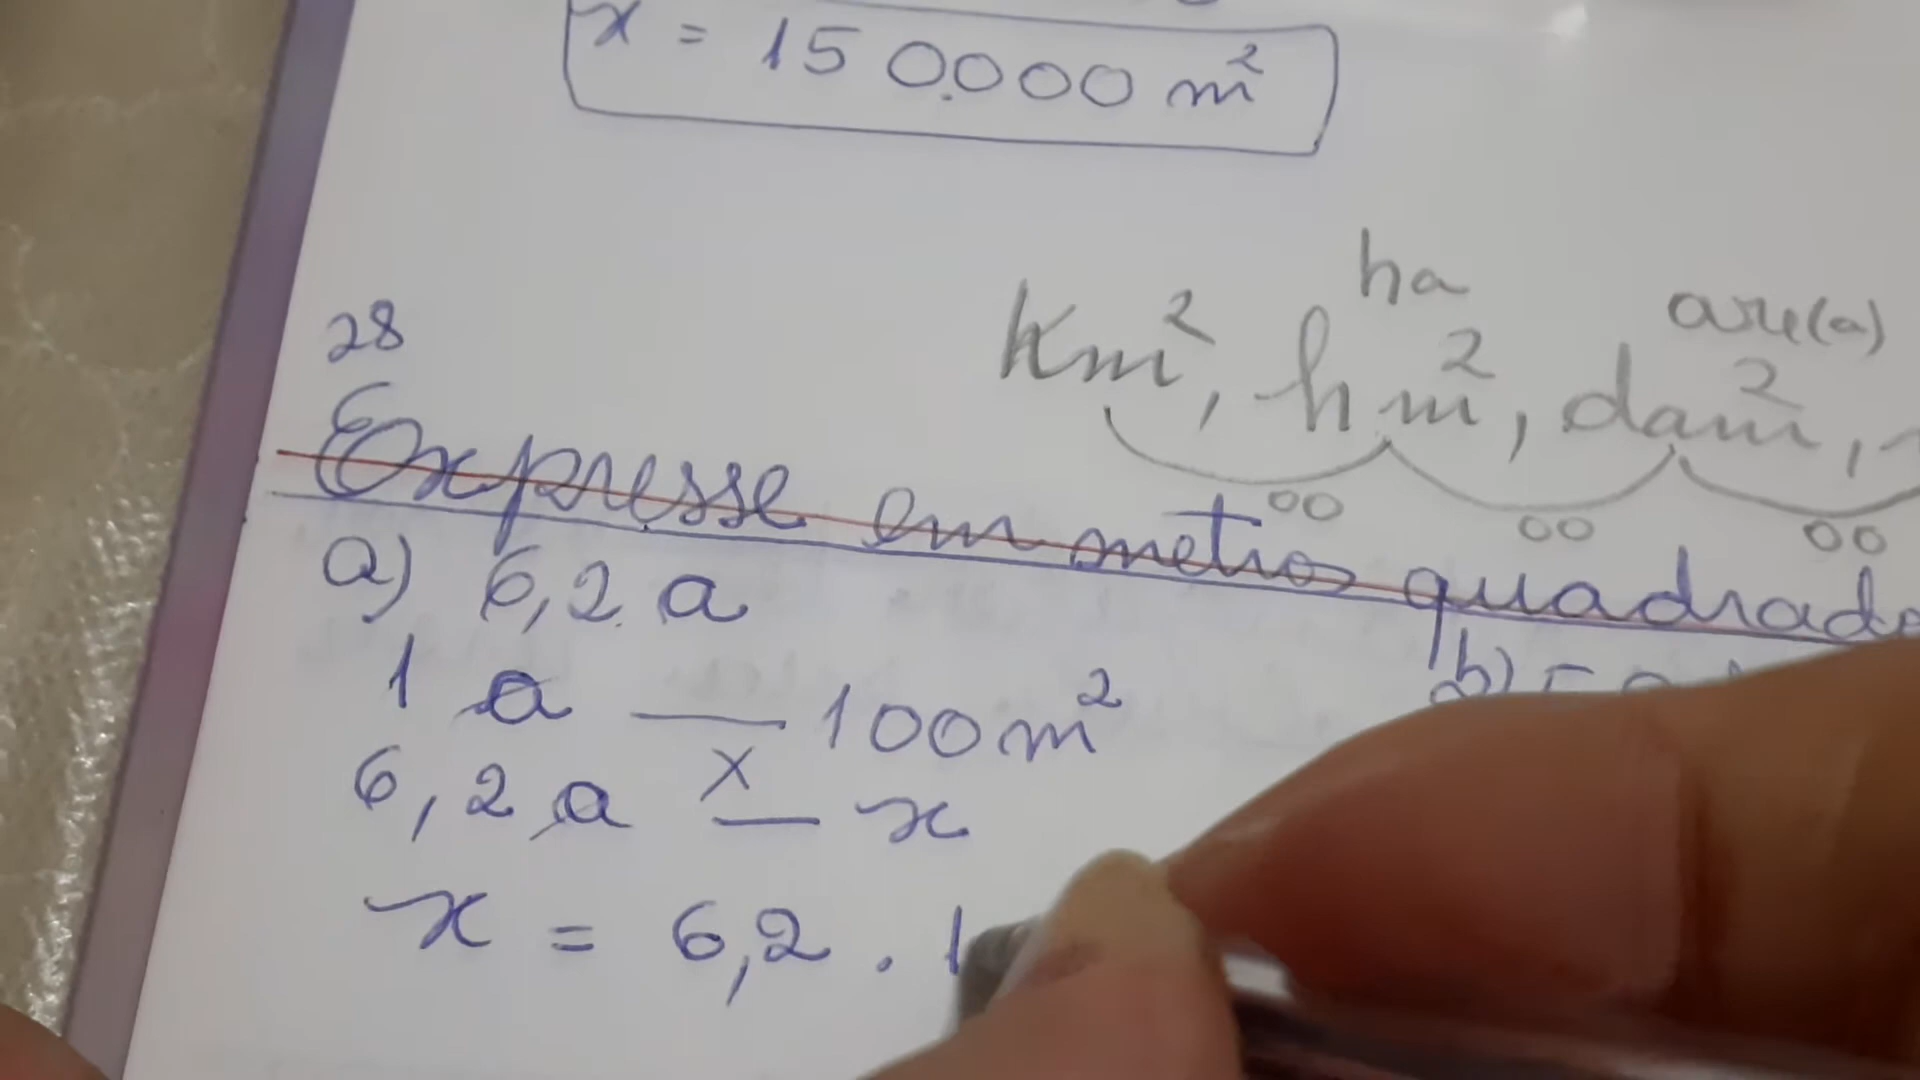 x = 150.000 m²
ha
are(a)
Km², hm², dam²,
00 00 00
28
Expresse em metros
a) 6,2 a
b)
1 a — 100 m²
x
6,2 a — x
x = 6,2 . 1